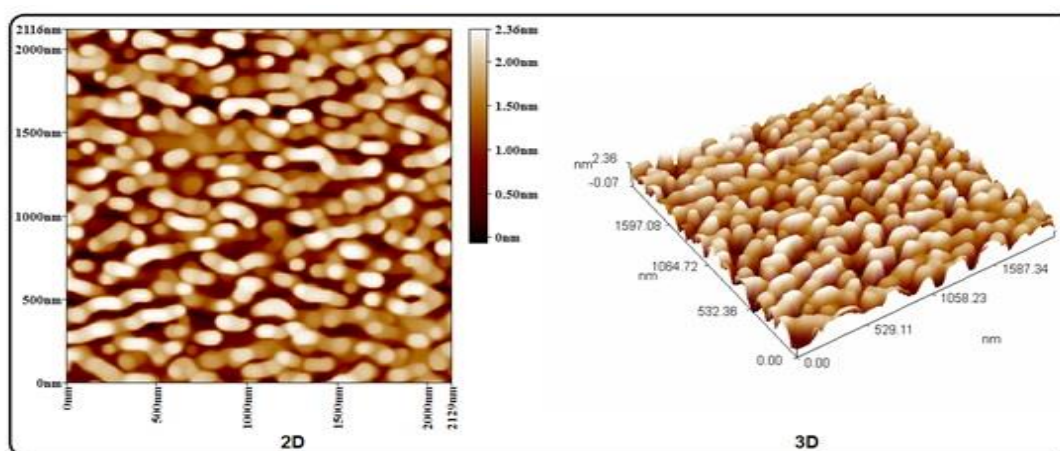 2116nm
2000nm
1500nm
1000nm
500nm
0nm
0nm
500nm
1000nm
1500nm
2000nm
2129nm
2.36nm
2.00nm
1.50nm
1.00nm
0.50nm
0nm
2D
nm
2.36
-0.07
1597.08
1064.72
nm
532.36
0.00
0.00
529.11
1058.23
1587.34
nm
3D